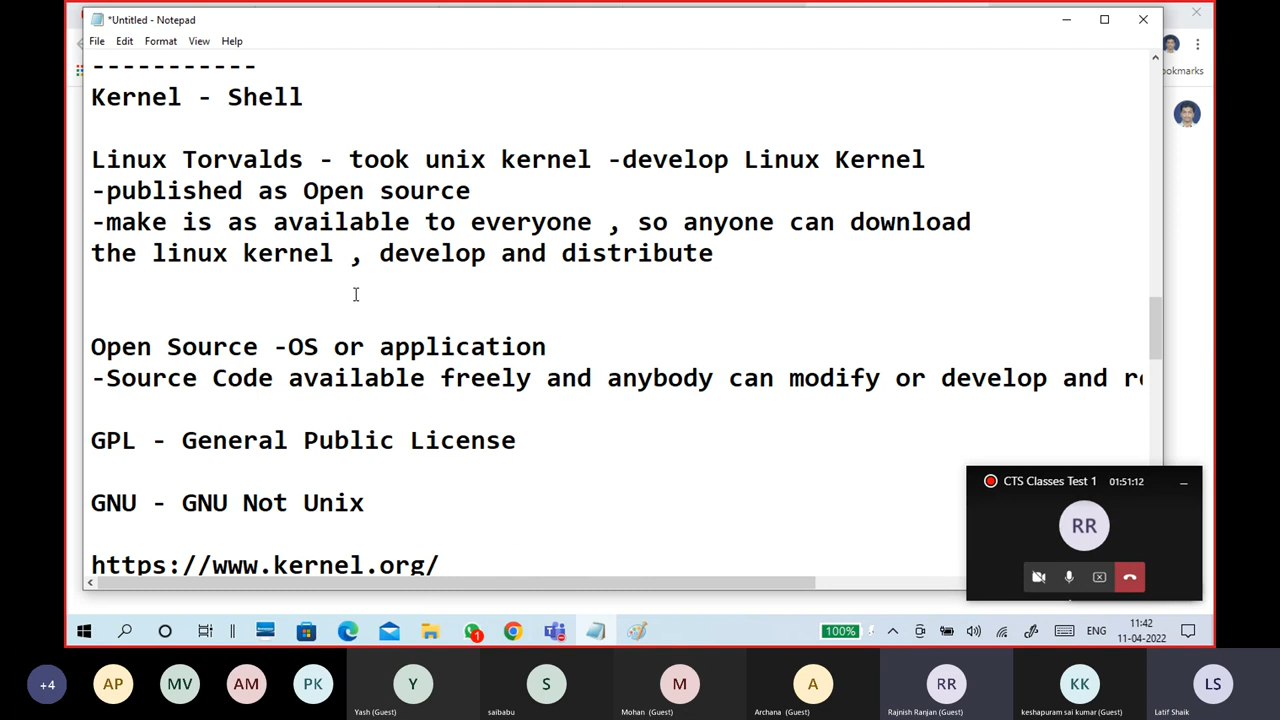 *Untitled - Notepad
File Edit Format View Help
-----------
Kernel - Shell
Linux Torvalds - took unix kernel -develop Linux Kernel
-published as Open source
-make is as available to everyone , so anyone can download
the linux kernel , develop and distribute
Open Source -OS or application
-Source Code available freely and anybody can modify or develop and
GPL - General Public License
GNU - GNU Not Unix
https://www.kernel.org/
CTS Classes Test 1 01:51:12
RR
100%
ENG
11:42
11-04-2022
1
+4 AP MV AM PK Y S M A RR KK LS
Yash (Guest) saibabu Mohan (Guest) Archana (Guest) Rajnish Ranjan (Guest) keshapuram sai kumar (Guest) Latif Shaik